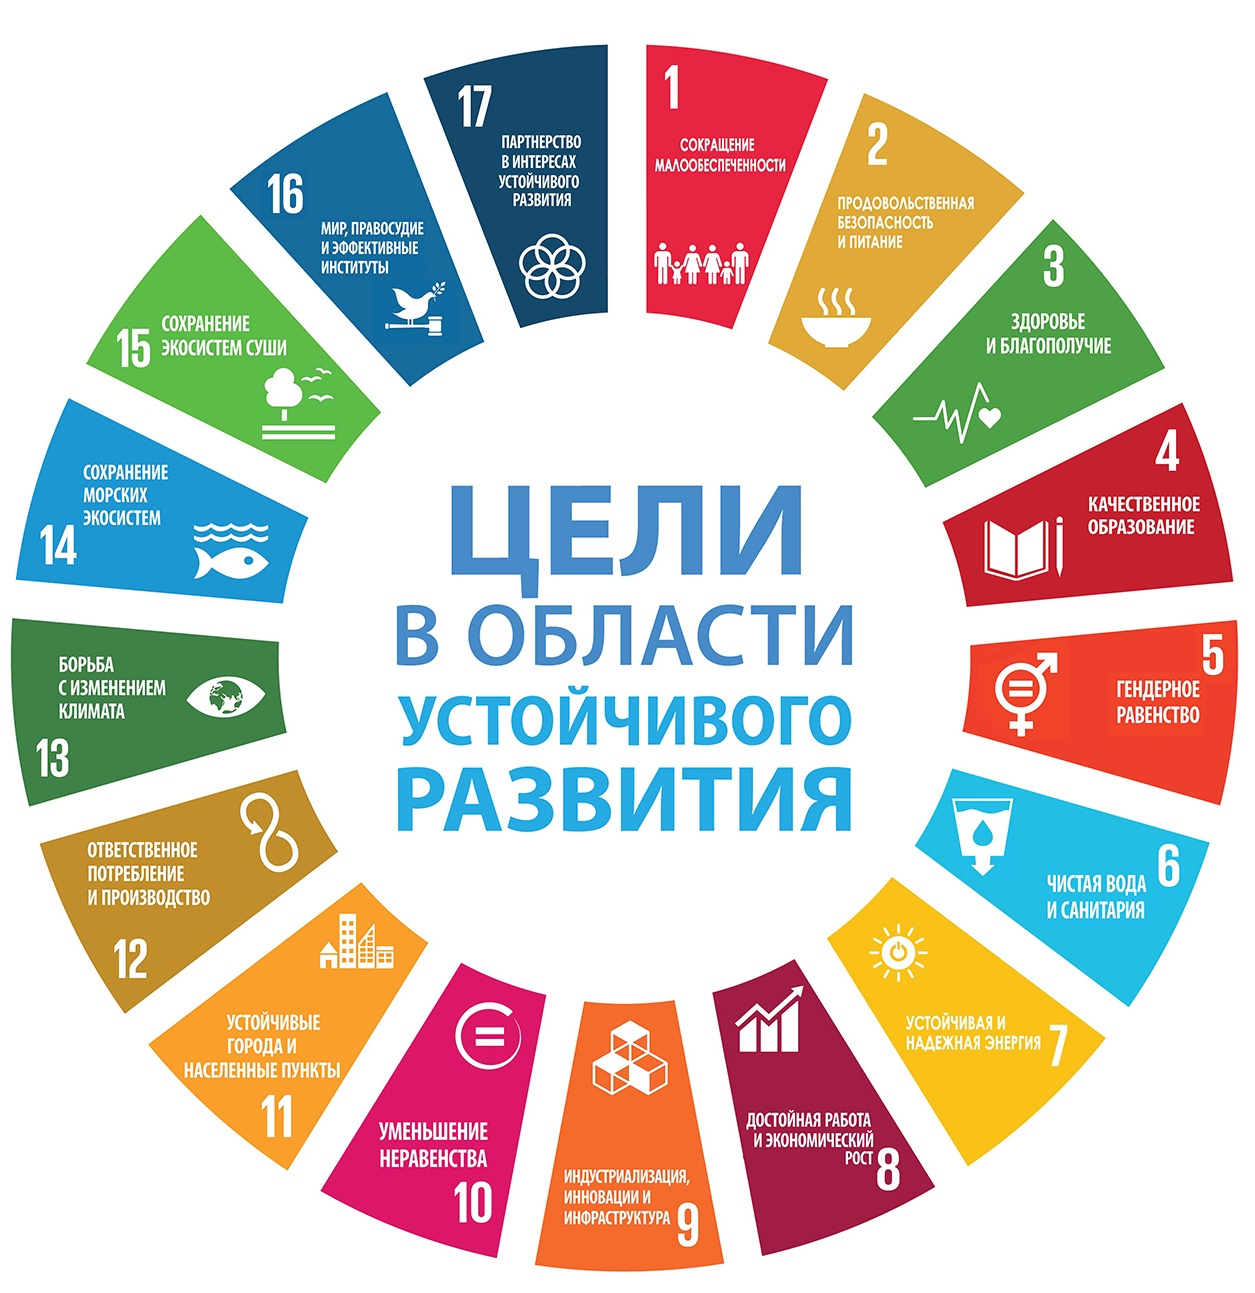 ЦЕЛИ
В ОБЛАСТИ
УСТОЙЧИВОГО
РАЗВИТИЯ
1
СОКРАЩЕНИЕ
МАЛООБЕСПЕЧЕННОСТИ
2
ПРОДОВОЛЬСТВЕННАЯ
БЕЗОПАСНОСТЬ
И ПИТАНИЕ
3
ЗДОРОВЬЕ
И БЛАГОПОЛУЧИЕ
4
КАЧЕСТВЕННОЕ
ОБРАЗОВАНИЕ
5
ГЕНДЕРНОЕ
РАВЕНСТВО
6
ЧИСТАЯ ВОДА
И САНИТАРИЯ
7
УСТОЙЧИВАЯ И
НАДЕЖНАЯ ЭНЕРГИЯ
8
ДОСТОЙНАЯ РАБОТА
И ЭКОНОМИЧЕСКИЙ
РОСТ
9
ИНДУСТРИАЛИЗАЦИЯ,
ИННОВАЦИИ И
ИНФРАСТРУКТУРА
10
УМЕНЬШЕНИЕ
НЕРАВЕНСТВА
11
УСТОЙЧИВЫЕ
ГОРОДА И
НАСЕЛЕННЫЕ ПУНКТЫ
12
ОТВЕТСТВЕННОЕ
ПОТРЕБЛЕНИЕ
И ПРОИЗВОДСТВО
13
БОРЬБА
С ИЗМЕНЕНИЕМ
КЛИМАТА
14
СОХРАНЕНИЕ
МОРСКИХ
ЭКОСИСТЕМ
15
СОХРАНЕНИЕ
ЭКОСИСТЕМ СУШИ
16
МИР, ПРАВОСУДИЕ
И ЭФФЕКТИВНЫЕ
ИНСТИТУТЫ
17
ПАРТНЕРСТВО
В ИНТЕРЕСАХ
УСТОЙЧИВОГО
РАЗВИТИЯ